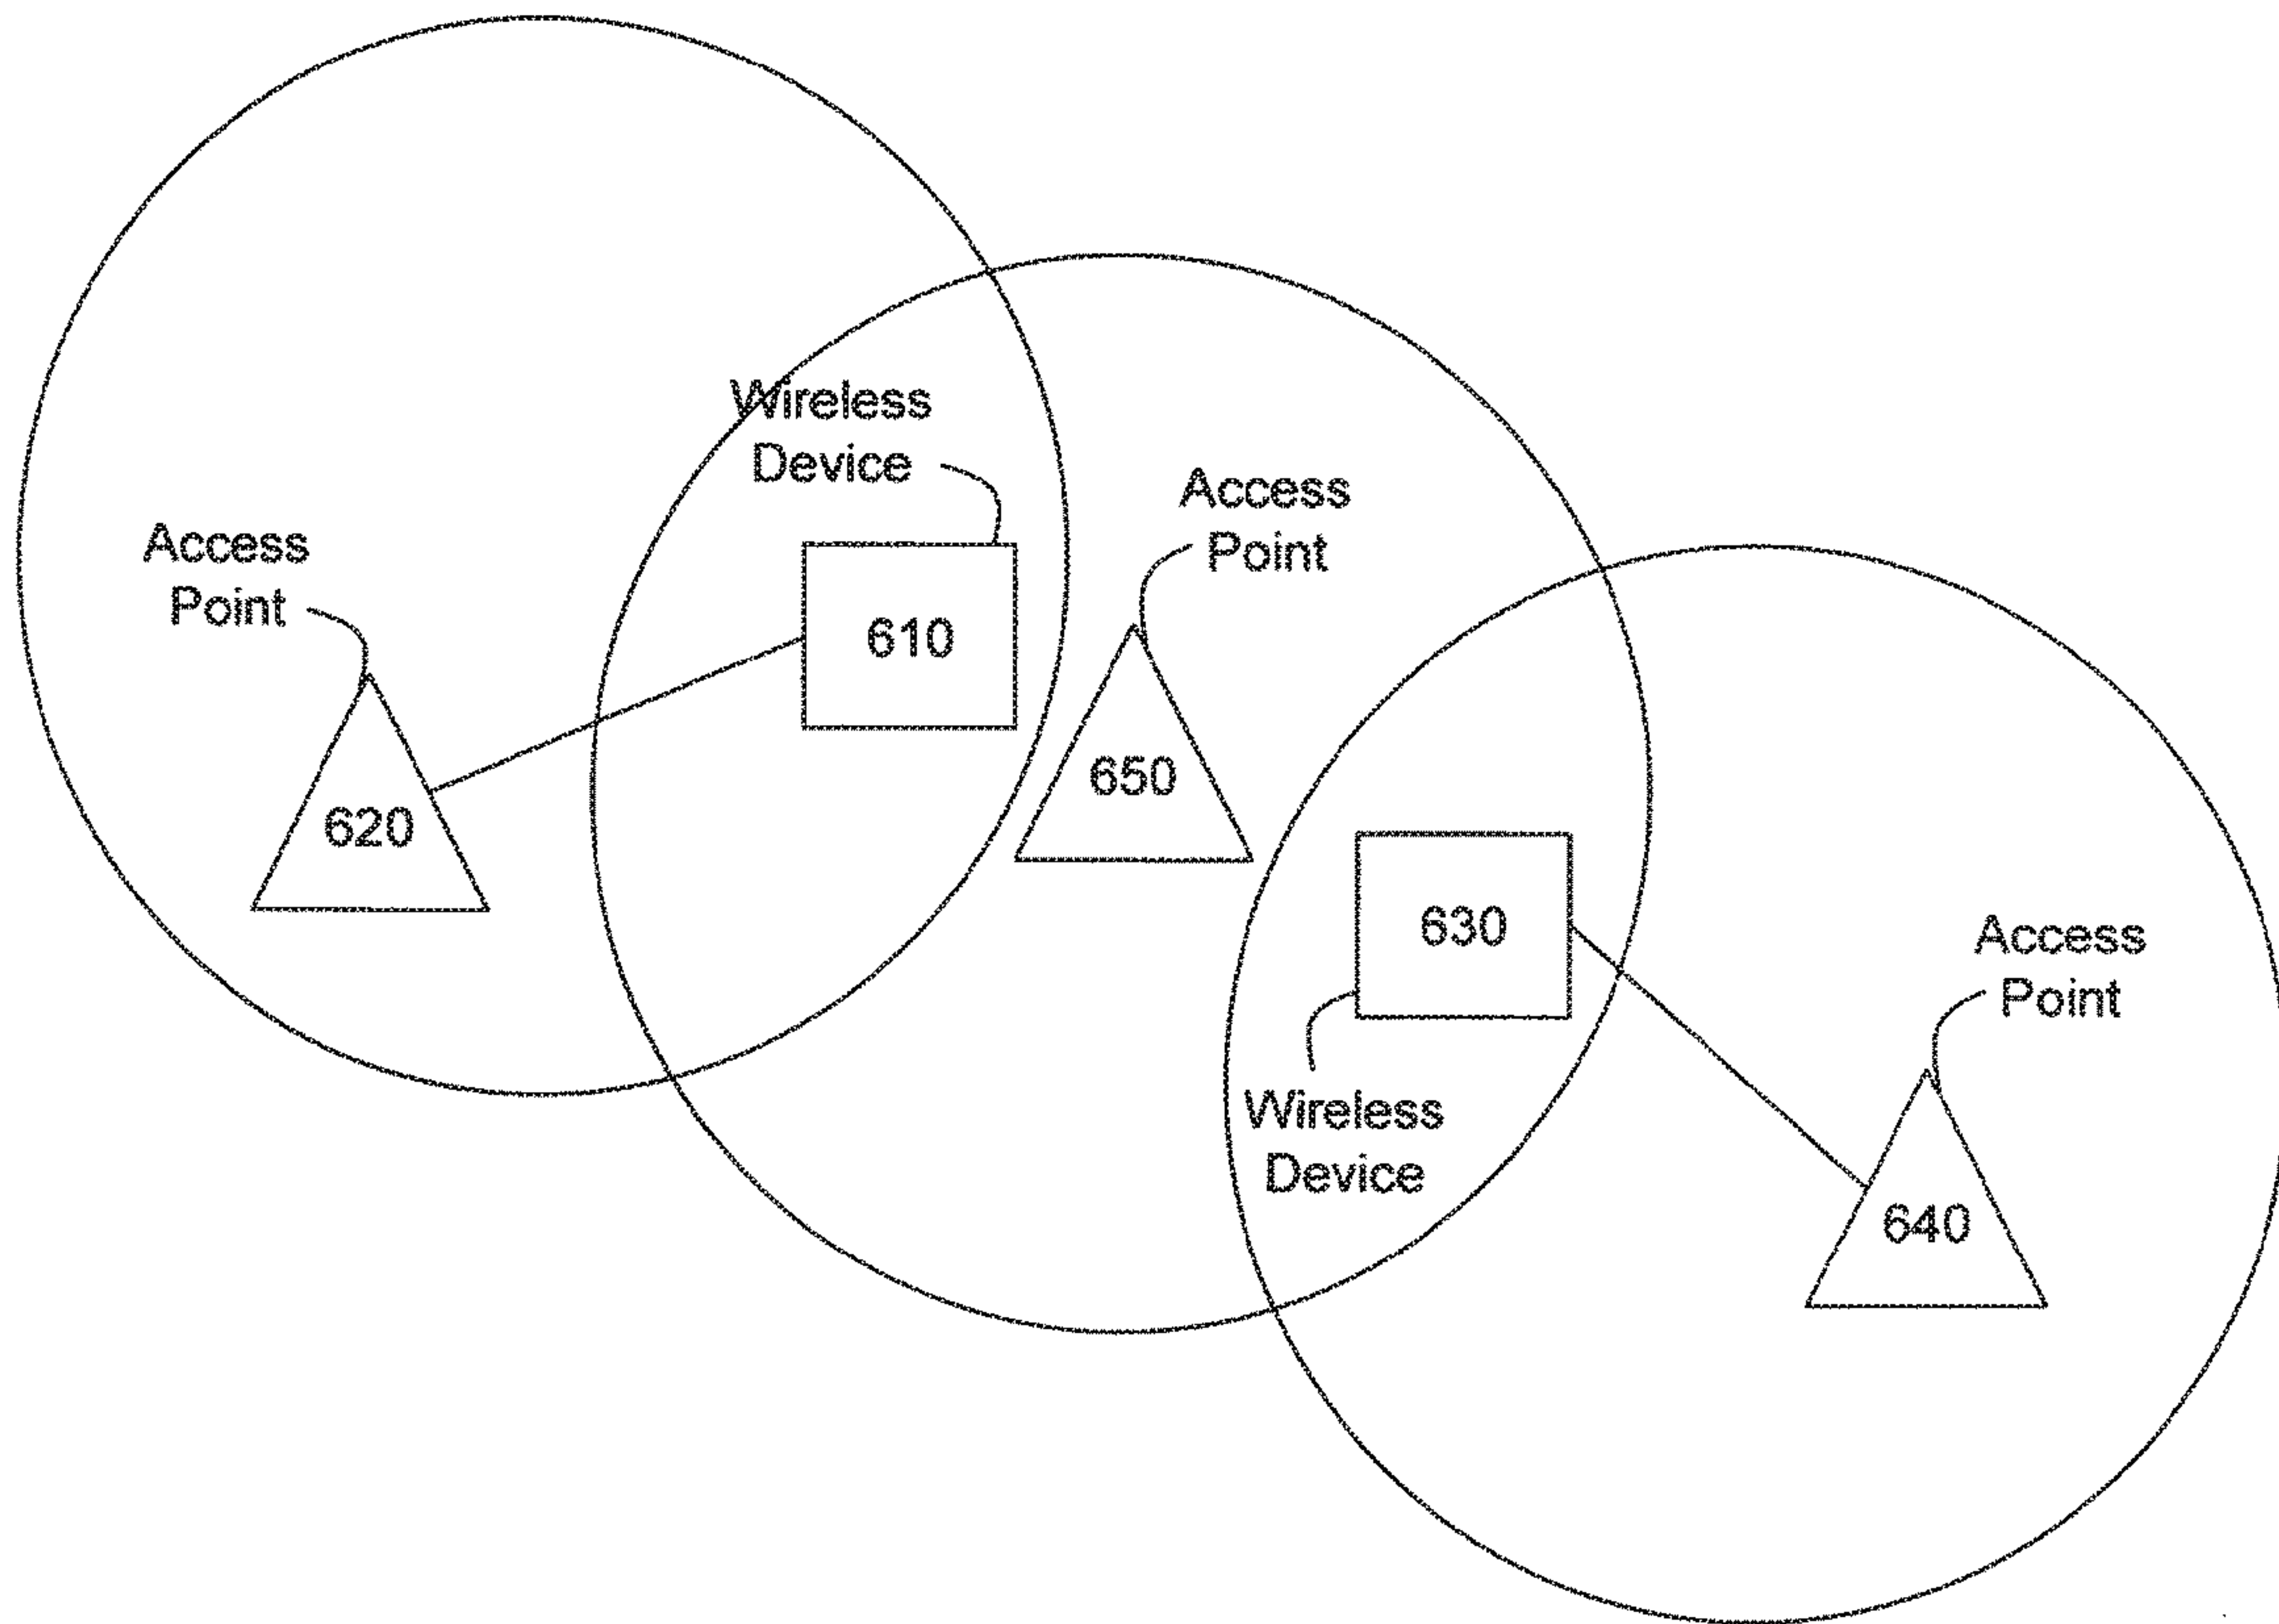 Wireless
Device
610
Access
Point
620
Access
Point
650
630
Wireless
Device
Access
Point
640